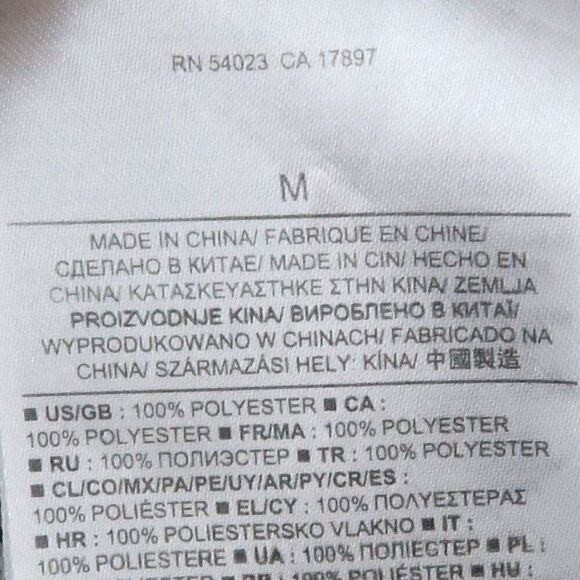 RN 54023 CA 17897
M
MADE IN CHINA/ FABRIQUE EN CHINE/
СДЕЛАНО В КИТАЕ/ MADE IN CIN/ HECHO EN
CHINA/ ΚΑΤΑΣΚΕΥΑΣΤΗΚΕ ΣΤΗΝ ΚΙΝΑ/ ZEMLJA
PROIZVODNJE KINA/ ВИРОБЛЕНО В КИТАЇ/
WYPRODUKOWANO W CHINACH/ FABRICADO NA
CHINA/ SZÁRMAZÁSI HELY: KÍNA/ 中國製造
■ US/GB : 100% POLYESTER ■ CA :
100% POLYESTER ■ FR/MA : 100% POLYESTER
■ RU : 100% ПОЛИЭСТЕР ■ TR : 100% POLYESTER
■ CL/CO/MX/PA/PE/UY/AR/PY/CR/ES :
100% POLIÉSTER ■ EL/CY : 100% ΠΟΛΥΕΣΤΕΡΑΣ
■ HR : 100% POLIESTERSKO VLAKNO ■ IT :
100% POLIESTERE ■ UA : 100% ПОЛІЕСТЕР ■ PL :
100% POLIÉSTER ■ HU :